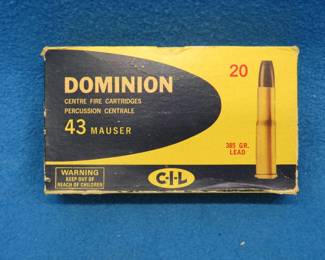 DOMINION
CENTRE FIRE CARTRIDGES
PERCUSSION CENTRALE
43 MAUSER
20
385 GR.
LEAD
WARNING
KEEP OUT OF
REACH OF CHILDREN
C-I-L